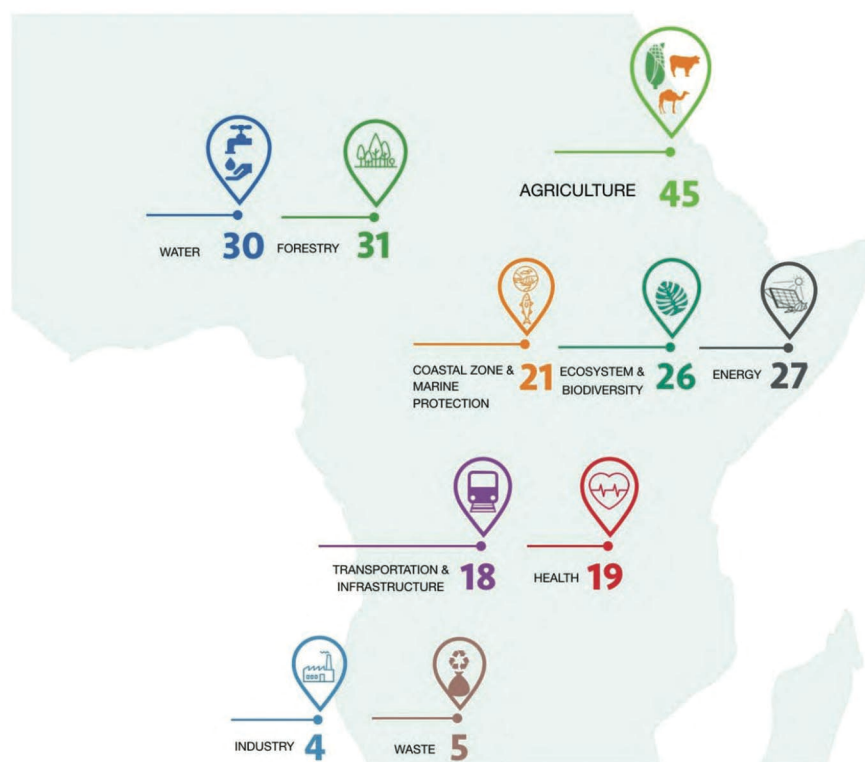 AGRICULTURE 45
WATER 30
FORESTRY 31
COASTAL ZONE &
MARINE
PROTECTION
21
ECOSYSTEM &
BIODIVERSITY
26
ENERGY 27
TRANSPORTATION &
INFRASTRUCTURE
18
HEALTH 19
INDUSTRY 4
WASTE 5